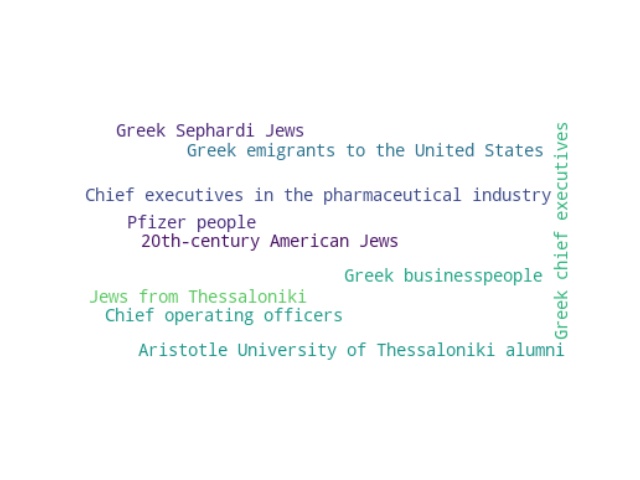 Greek Sephardi Jews
Greek emigrants to the United States
Chief executives in the pharmaceutical industry
Pfizer people
20th-century American Jews
Greek businesspeople
Jews from Thessaloniki
Chief operating officers
Aristotle University of Thessaloniki alumni
Greek chief executives